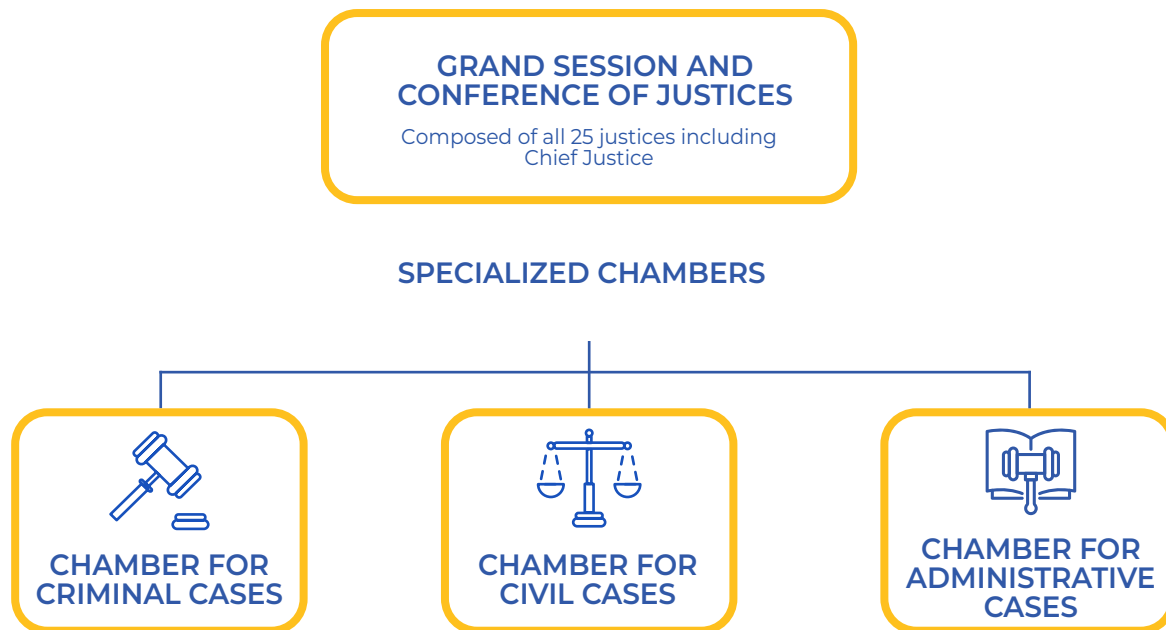 GRAND SESSION AND
CONFERENCE OF JUSTICES
Composed of all 25 justices including
Chief Justice
SPECIALIZED CHAMBERS
CHAMBER FOR
CRIMINAL CASES
CHAMBER FOR
CIVIL CASES
CHAMBER FOR
ADMINISTRATIVE
CASES